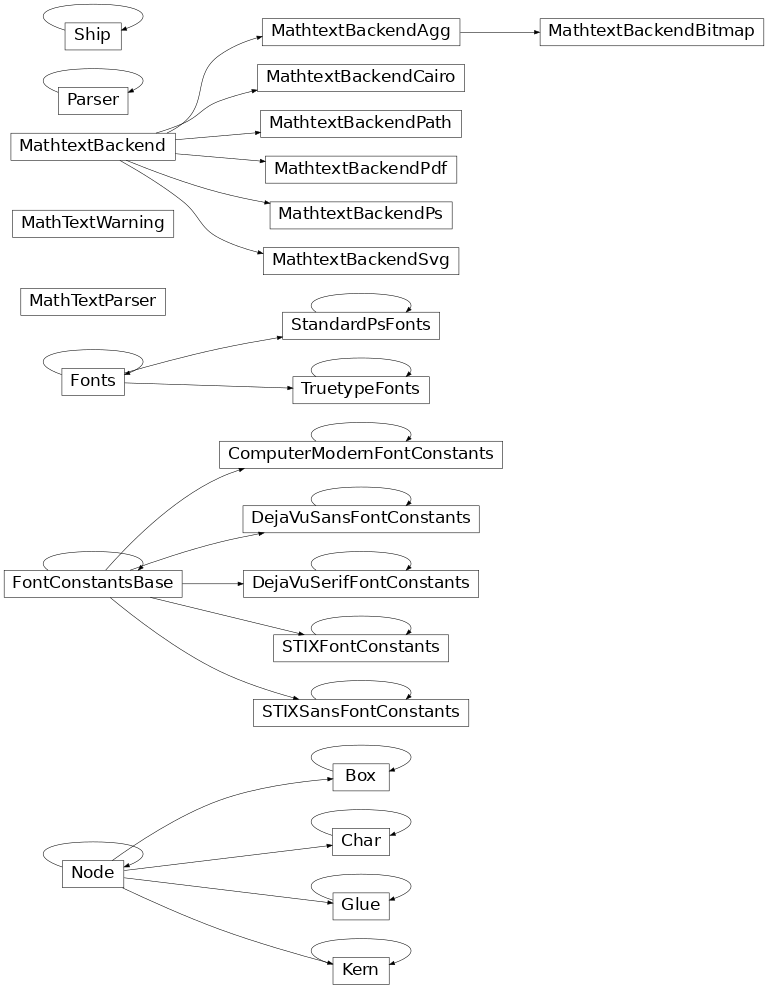 Ship
Parser
MathtextBackend
MathTextWarning
MathTextParser
MathtextBackendAgg
MathtextBackendBitmap
MathtextBackendCairo
MathtextBackendPath
MathtextBackendPdf
MathtextBackendPs
MathtextBackendSvg
Fonts
StandardPsFonts
TruetypeFonts
FontConstantsBase
ComputerModernFontConstants
DejaVuSansFontConstants
DejaVuSerifFontConstants
STIXFontConstants
STIXSansFontConstants
Node
Box
Char
Glue
Kern